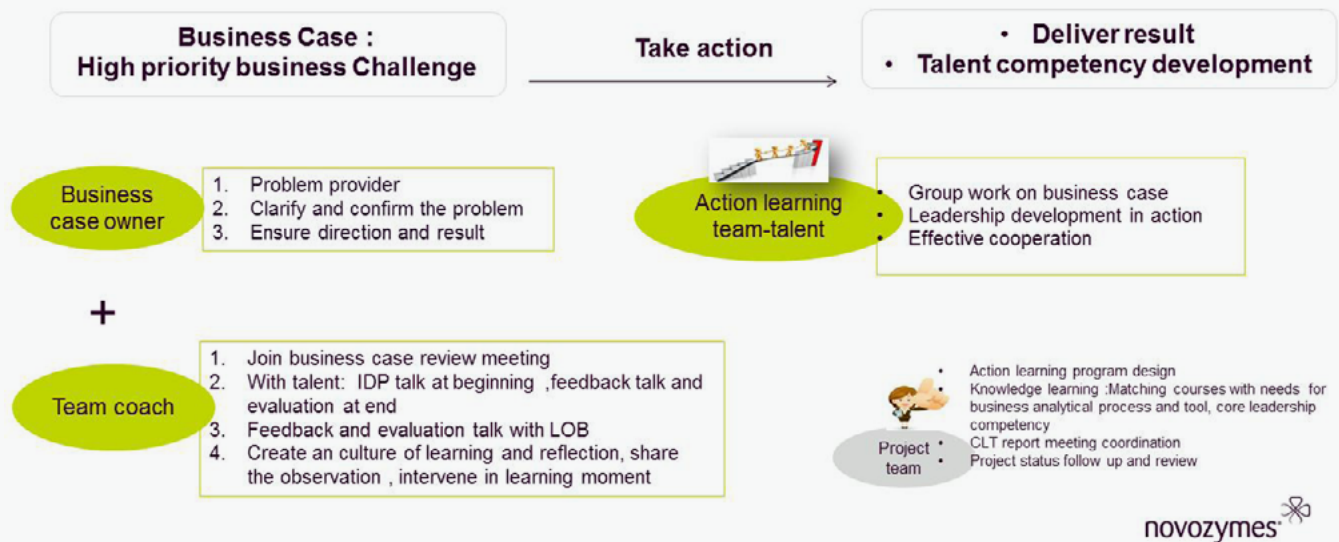 Business Case :
High priority business Challenge
Take action
• Deliver result
• Talent competency development
Business
case owner
1. Problem provider
2. Clarify and confirm the problem
3. Ensure direction and result
Action learning
team-talent
• Group work on business case
• Leadership development in action
• Effective cooperation
+
Team coach
1. Join business case review meeting
2. With talent: IDP talk at beginning ,feedback talk and
evaluation at end
3. Feedback and evaluation talk with LOB
4. Create an culture of learning and reflection, share
the observation , intervene in learning moment
Project
team
• Action learning program design
• Knowledge learning :Matching courses with needs for
business analytical process and tool, core leadership
competency
• CLT report meeting coordination
• Project status follow up and review
novozymes